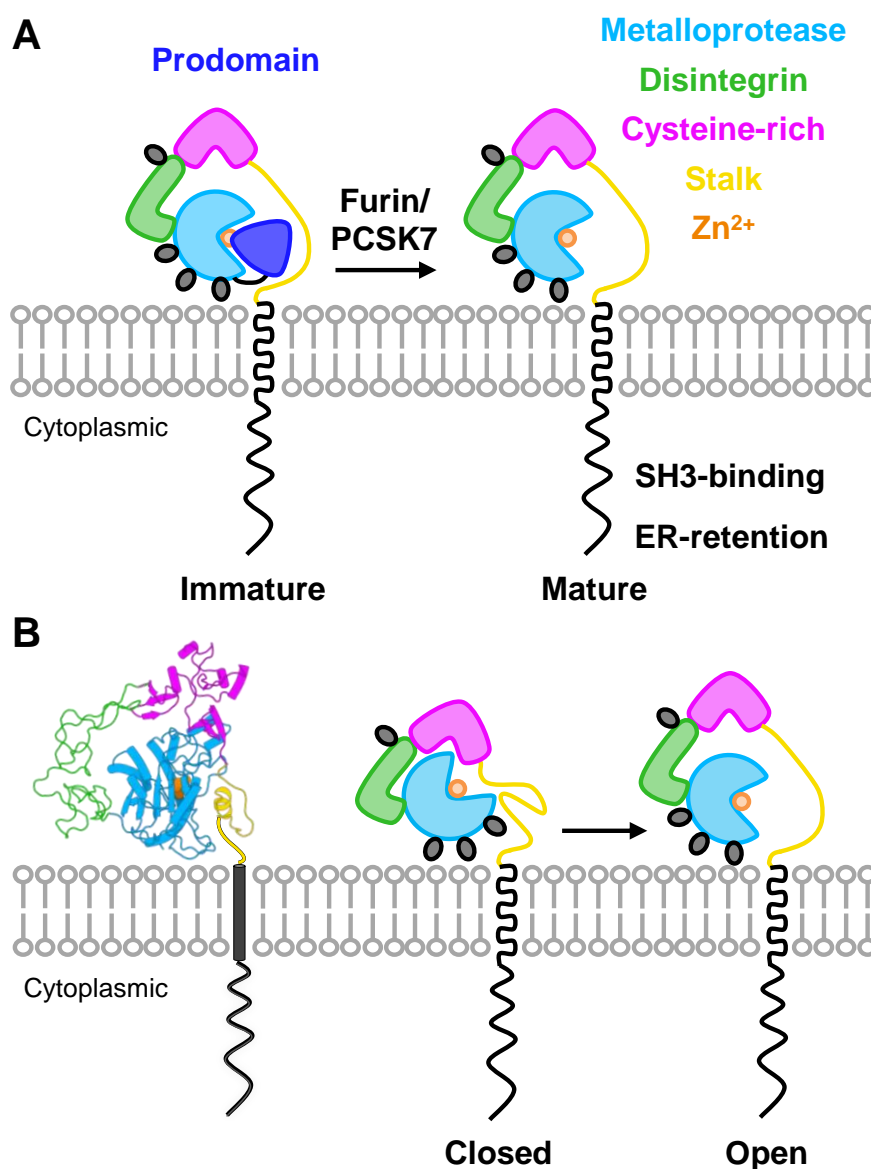 A
Prodomain
Metalloprotease
Disintegrin
Cysteine-rich
Stalk
Zn²⁺
Furin/
PCSK7
Cytoplasmic
SH3-binding
ER-retention
Immature
Mature
B
Cytoplasmic
Closed
Open